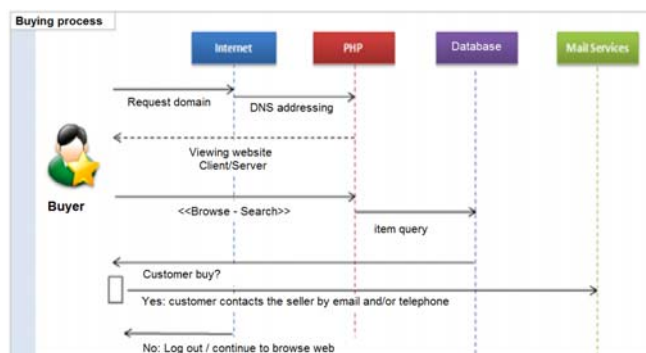 Buying process
Internet
PHP
Database
Mail Services
Request domain
DNS addressing
Viewing website
Client/Server
Buyer
<<Browse - Search>>
item query
Customer buy?
Yes: customer contacts the seller by email and/or telephone
No: Log out / continue to browse web